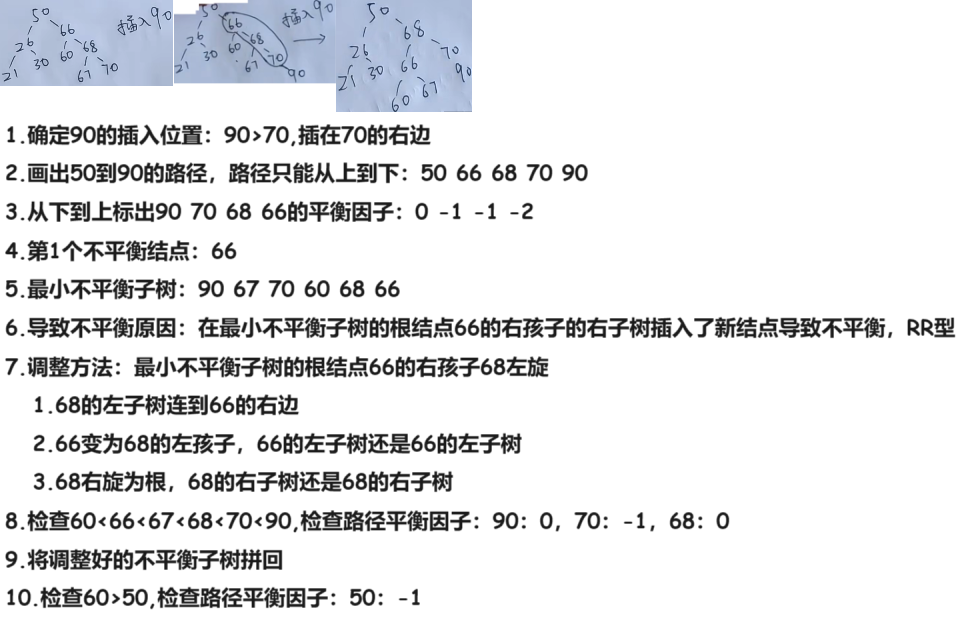 50
66
插入90
26
68
21 30 60
67 70
50
66
插入90
26
68
60
21 30
70
67
90
50
68
26
70
66
21 30
90
60 67
1.确定90的插入位置：90>70,插在70的右边
2.画出50到90的路径，路径只能从上到下：50 66 68 70 90
3.从下到上标出90 70 68 66的平衡因子：0 -1 -1 -2
4.第1个不平衡结点：66
5.最小不平衡子树：90 67 70 60 68 66
6.导致不平衡原因：在最小不平衡子树的根结点66的右孩子的右子树插入了新结点导致不平衡，RR型
7.调整方法：最小不平衡子树的根结点66的右孩子68左旋
1.68的左子树连到66的右边
2.66变为68的左孩子，66的左子树还是66的左子树
3.68右旋为根，68的右子树还是68的右子树
8.检查60<66<67<68<70<90,检查路径平衡因子：90：0，70：-1，68：0
9.将调整好的不平衡子树拼回
10.检查60>50,检查路径平衡因子：50：-1